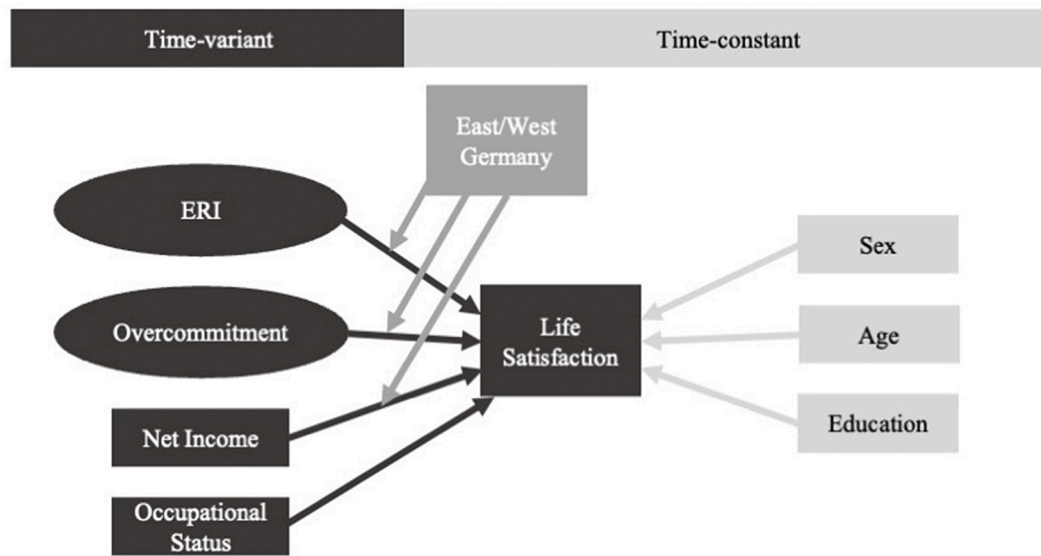 Time-variant
Time-constant
East/West
Germany
ERI
Overcommitment
Net Income
Occupational
Status
Life
Satisfaction
Sex
Age
Education